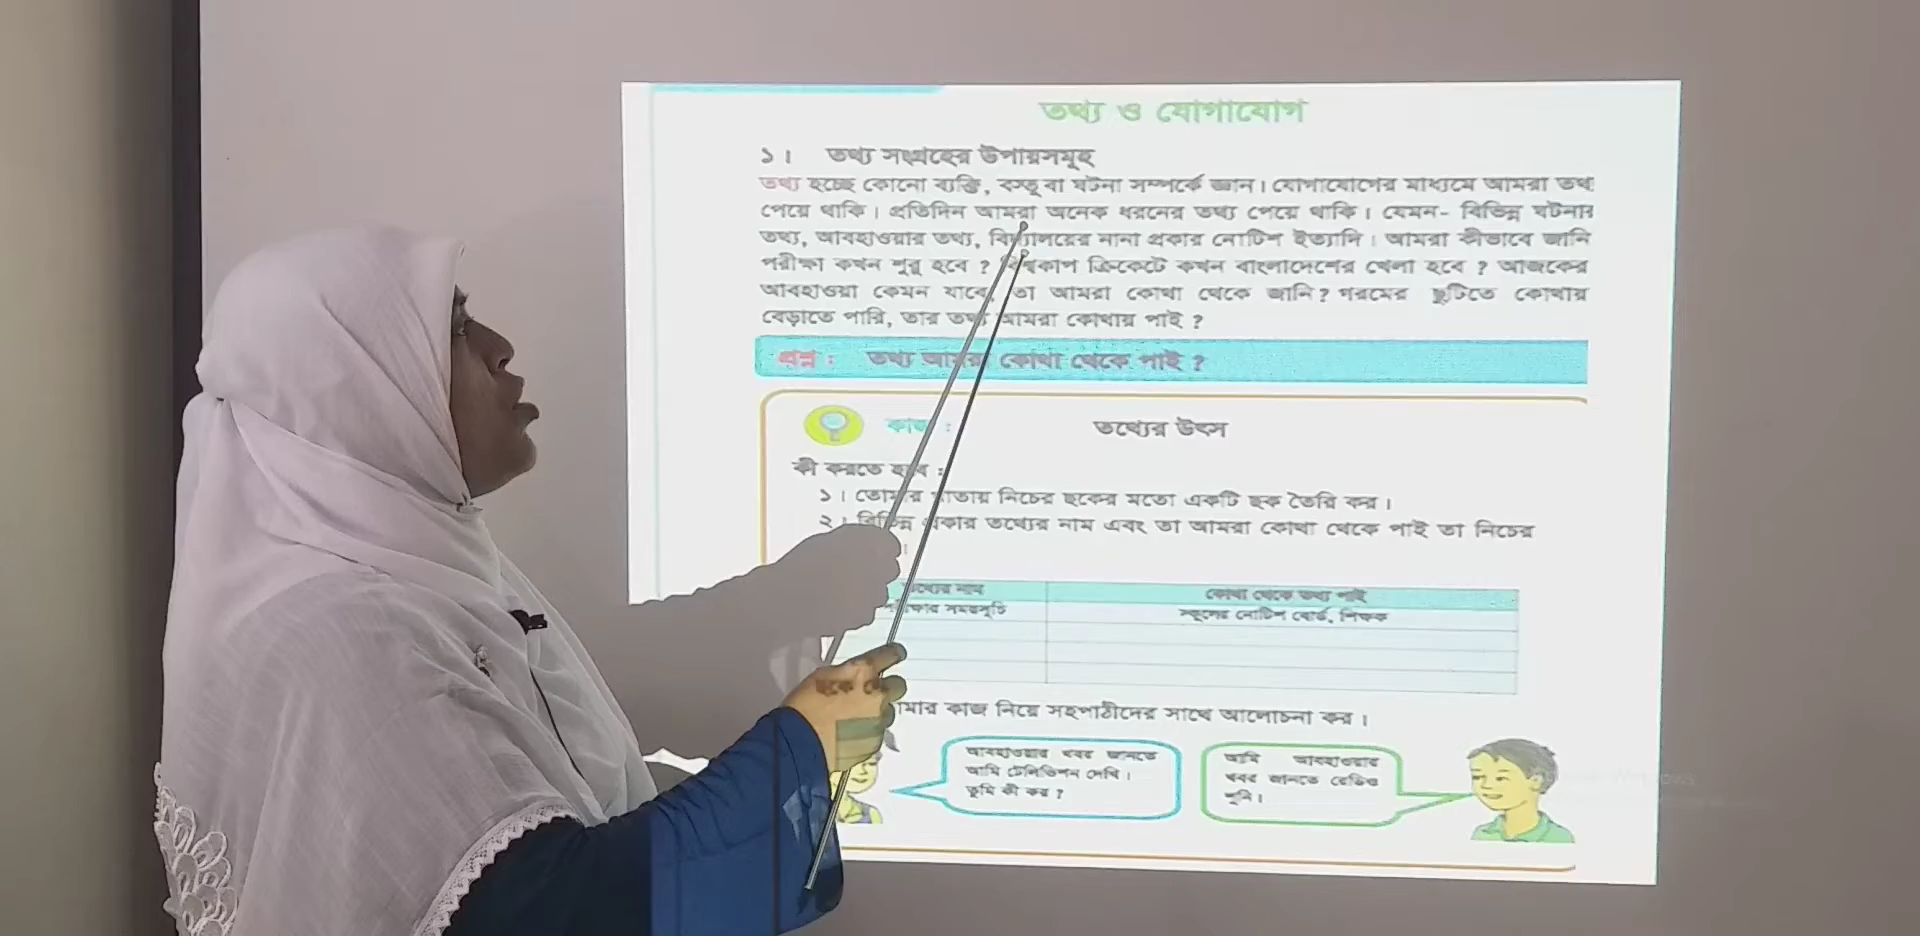 তথ্য ও যোগাযোগ
১। তথ্য সংগ্রহের উপায়সমূহ
তথ্য হচ্ছে কোনো ব্যক্তি, বস্তু বা ঘটনা সম্পর্কে জ্ঞান। যোগাযোগের মাধ্যমে আমরা তথ্য
পেয়ে থাকি। প্রতিদিন আমরা অনেক ধরনের তথ্য পেয়ে থাকি। যেমন- বিভিন্ন ঘটনার
তথ্য, আবহাওয়ার তথ্য, বিদ্যালয়ের নানা প্রকার নোটিশ ইত্যাদি। আমরা কীভাবে জানি
পরীক্ষা কখন শুরু হবে ? বিশ্বকাপ ক্রিকেটে কখন বাংলাদেশের খেলা হবে ? আজকের
আবহাওয়া কেমন যাবে, তা আমরা কোথা থেকে জানি? গরমের ছুটিতে কোথায়
বেড়াতে পারি, তার তথ্য আমরা কোথায় পাই ?
প্রশ্ন : তথ্য আমরা কোথা থেকে পাই ?
কাজ : তথ্যের উৎস
কী করতে হবে :
১। তোমার খাতায় নিচের ছকের মতো একটি ছক তৈরি কর।
২। বিভিন্ন প্রকার তথ্যের নাম এবং তা আমরা কোথা থেকে পাই তা নিচের
তথ্যের নাম কোথা থেকে তথ্য পাই
পরীক্ষার সময়সূচি স্কুলের নোটিশ বোর্ড, শিক্ষক
কাজ নিয়ে সহপাঠীদের সাথে আলোচনা কর।
আবহাওয়ার খবর জানতে
আমি টেলিভিশন দেখি।
তুমি কী কর ?
আমি আবহাওয়ার
খবর জানতে রেডিও
শুনি।